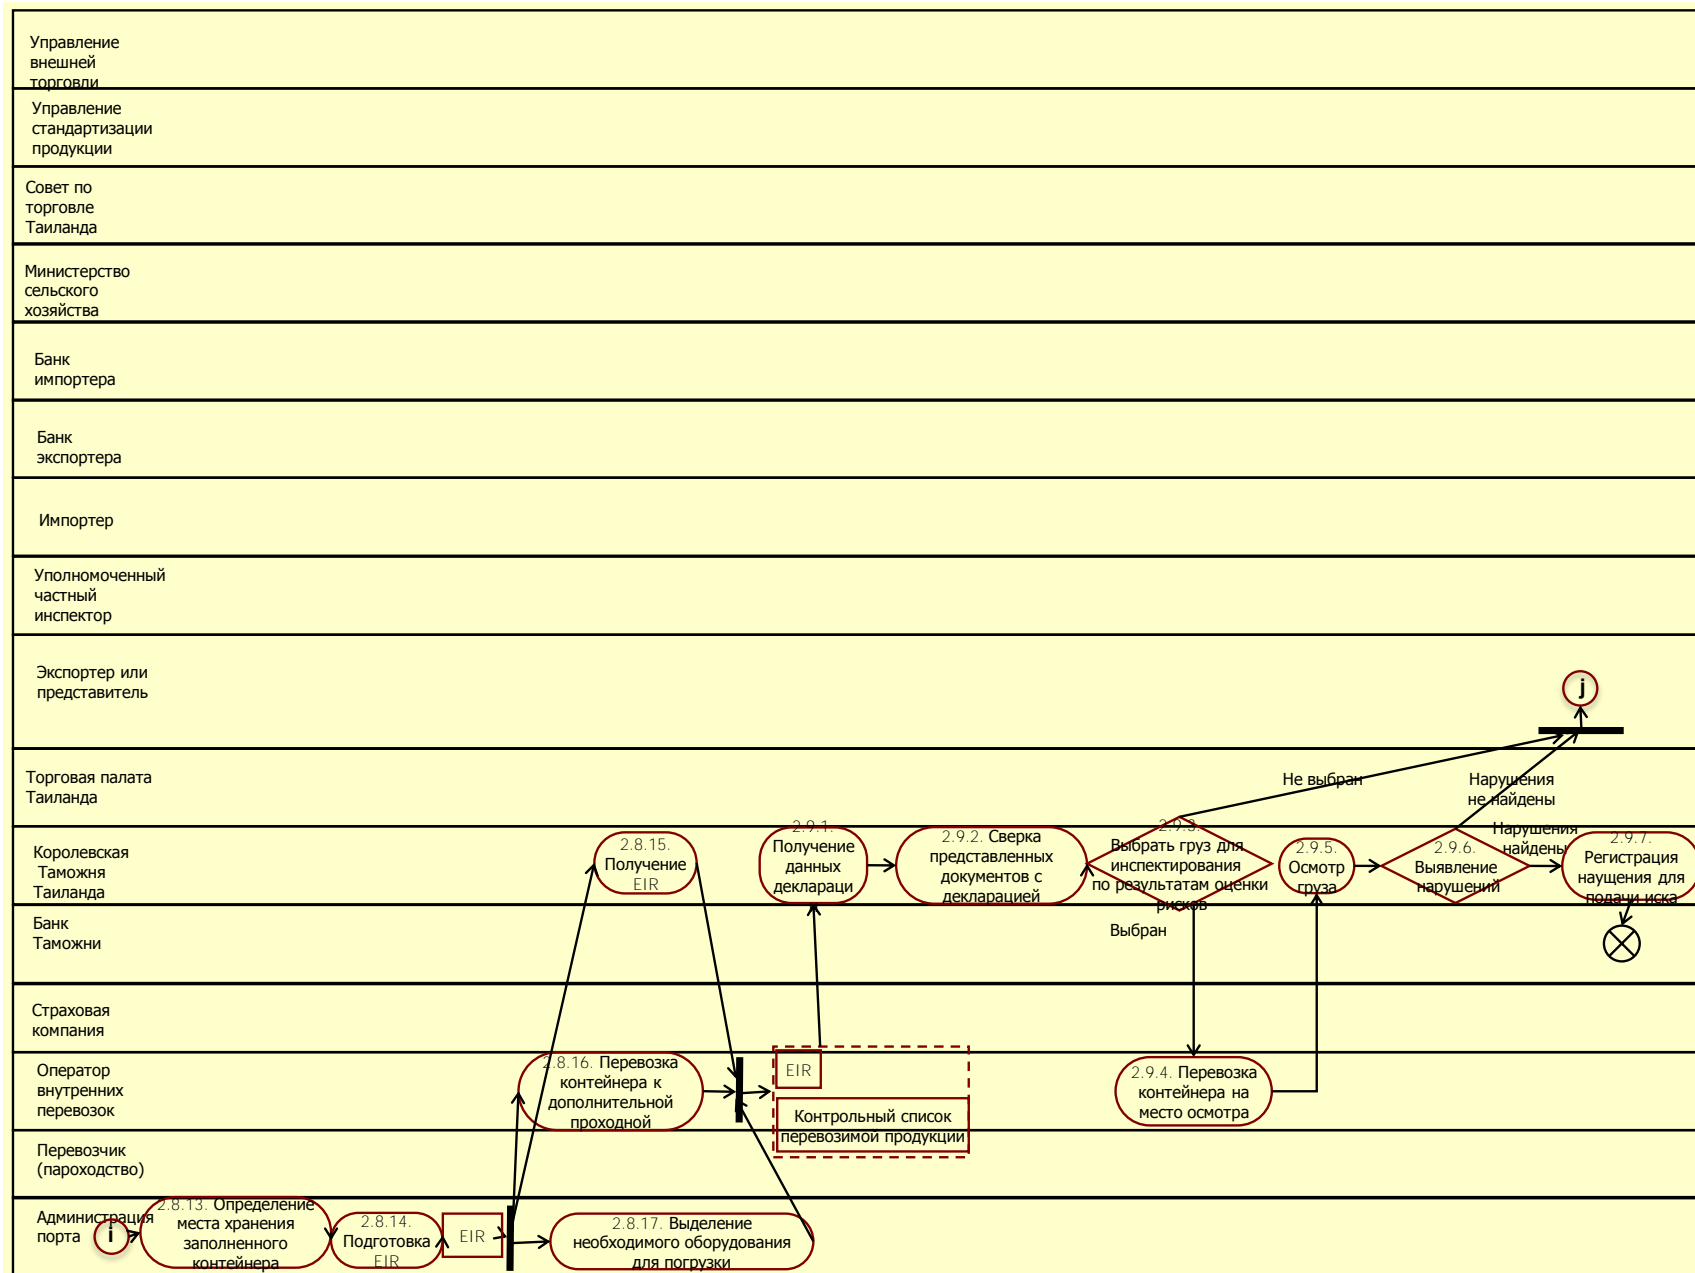 Управление
внешней
торговли
Управление
стандартизации
продукции
Совет по
торговле
Таиланда
Министерство
сельского
хозяйства
Банк
импортера
Банк
экспортера
Импортер
Уполномоченный
частный
инспектор
Экспортер или
представитель
j
Торговая палата
Таиланда
Не выбран
Нарушения
не найдены
Королевская
Таможня
Таиланда
2.8.15.
Получение
EIR
2.9.1.
Получение
данных
деклараци
2.9.2. Сверка
представленных
документов с
декларацией
2.9.3.
Выбрать груз для
инспектирования
по результатам оценки
рисков
2.9.5.
Осмотр
груза
2.9.6.
Выявление
нарушений
Нарушения
найдены
2.9.7.
Регистрация
наущения для
подачи иска
Банк
Таможни
Выбран
Страховая
компания
Оператор
внутренних
перевозок
2.8.16. Перевозка
контейнера к
дополнительной
проходной
EIR
Контрольный список
перевозимой продукции
2.9.4. Перевозка
контейнера на
место осмотра
Перевозчик
(пароходство)
Администрация
порта
i
2.8.13. Определение
места хранения
заполненного
контейнера
2.8.14.
Подготовка
EIR
EIR
2.8.17. Выделение
необходимого оборудования
для погрузки